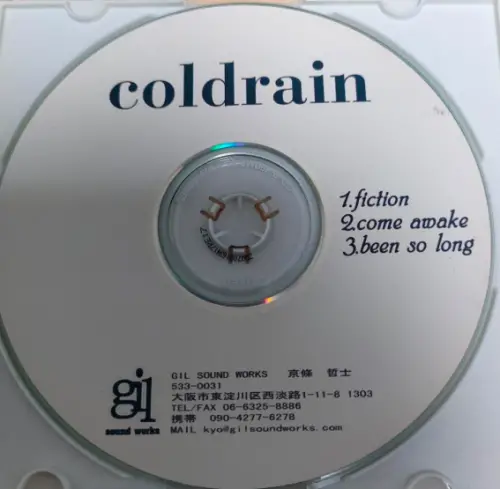 coldrain
1.fiction
2.come awake
3.been so long
gil
sound works
GIL SOUND WORKS 京條 哲士
533-0031
大阪市東淀川区西淡路1-11-8 1303
TEL/FAX 06-6325-8886
携帯 090-4277-6278
MAIL kyo@gilsoundworks.com